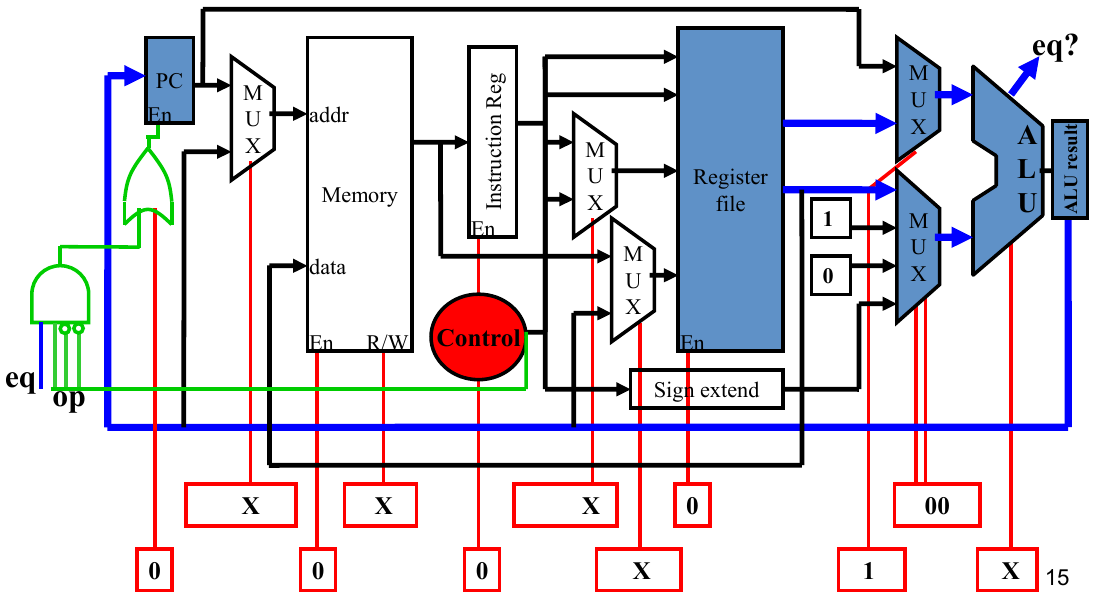 eq?
PC
En
M
U
X
addr
Memory
data
En
R/W
Instruction Reg
En
Control
M
U
X
M
U
X
Register
file
En
Sign extend
1
0
M
U
X
M
U
X
A
L
U
ALU result
eq
op
X
X
X
0
00
0
0
0
X
1
X
15